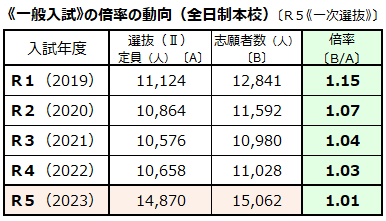 《一般入試》の倍率の動向（全日制本校）〔Ｒ５《一次選抜》〕
入試年度 選抜（Ⅱ） 定員（人）〔A〕 志願者数（人）〔B〕 倍率〔B/A〕
Ｒ１（2019） 11,124 12,841 1.15
Ｒ２（2020） 10,864 11,592 1.07
Ｒ３（2021） 10,576 10,980 1.04
Ｒ４（2022） 10,658 11,028 1.03
Ｒ５（2023） 14,870 15,062 1.01